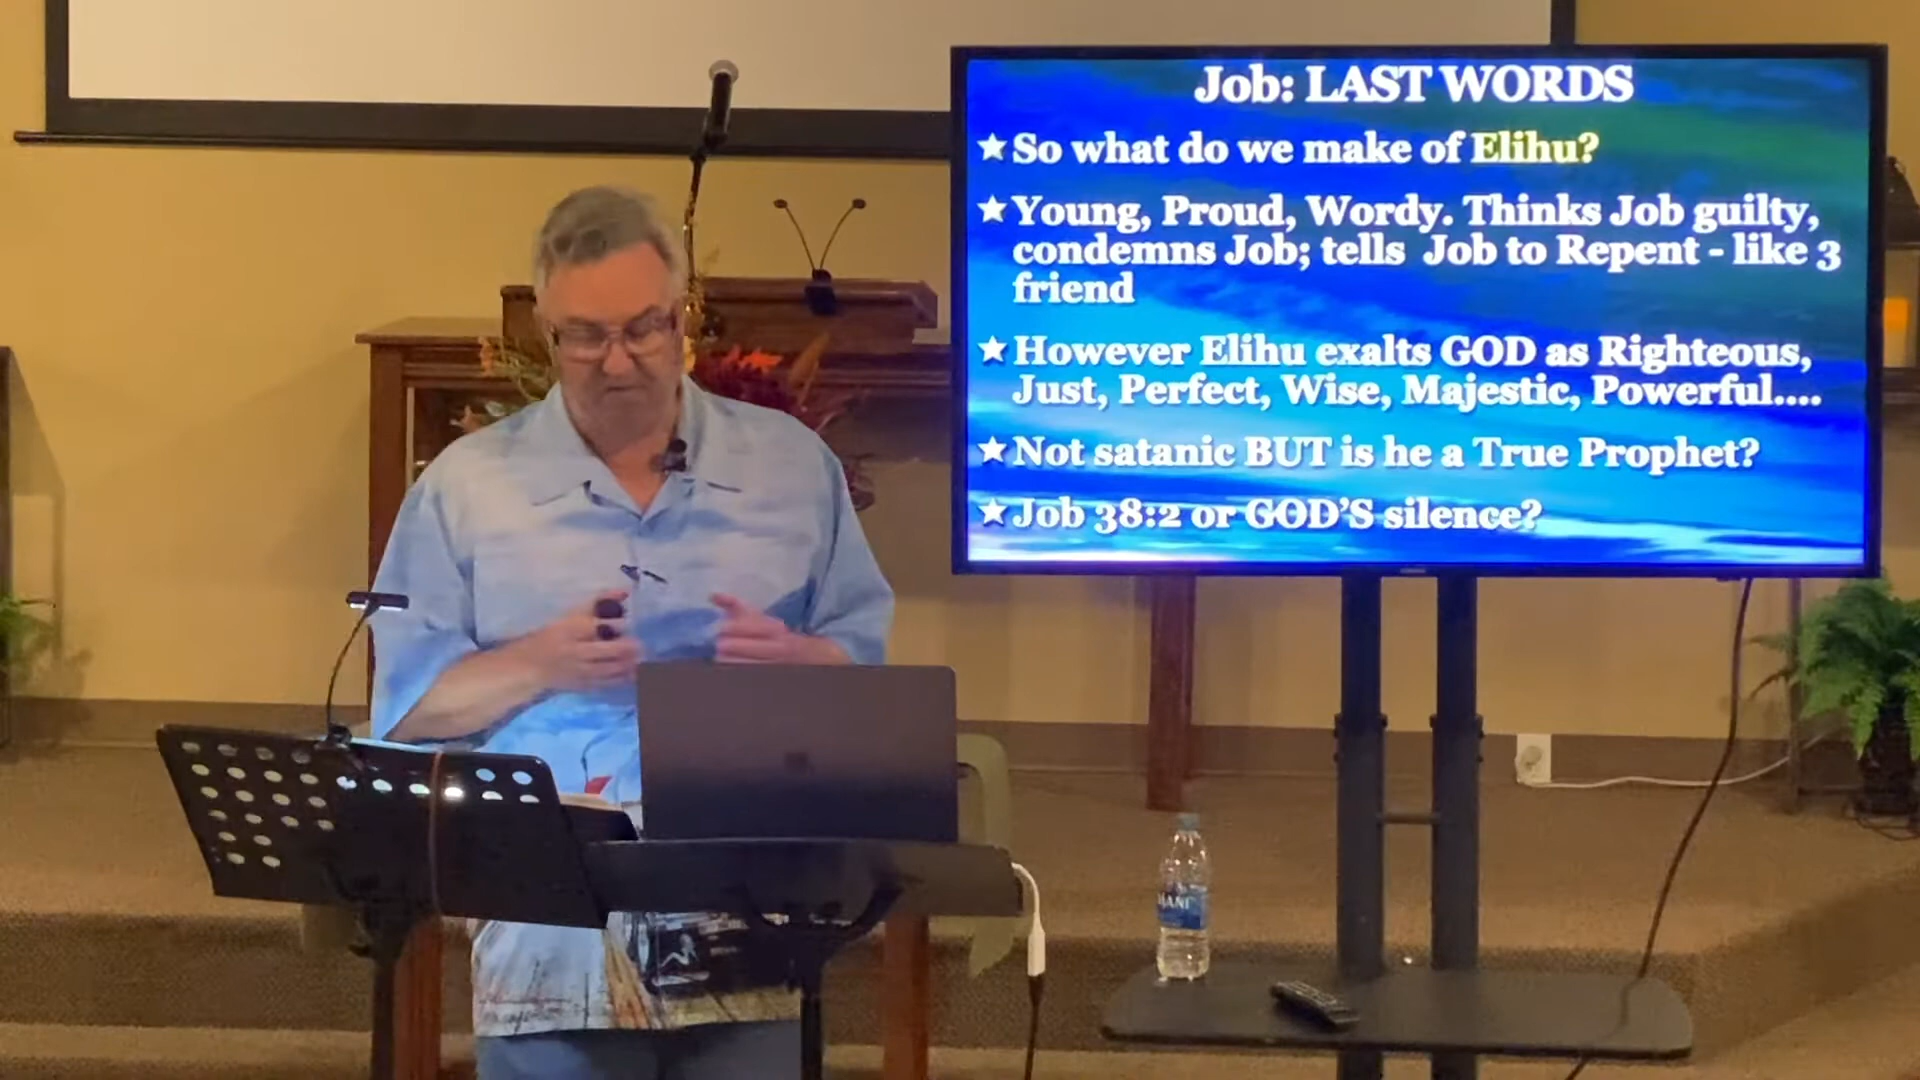 Job: LAST WORDS
★So what do we make of Elihu?
★Young, Proud, Wordy. Thinks Job guilty,
condemns Job; tells Job to Repent - like 3
friend
★However Elihu exalts GOD as Righteous,
Just, Perfect, Wise, Majestic, Powerful....
★Not satanic BUT is he a True Prophet?
★Job 38:2 or GOD'S silence?